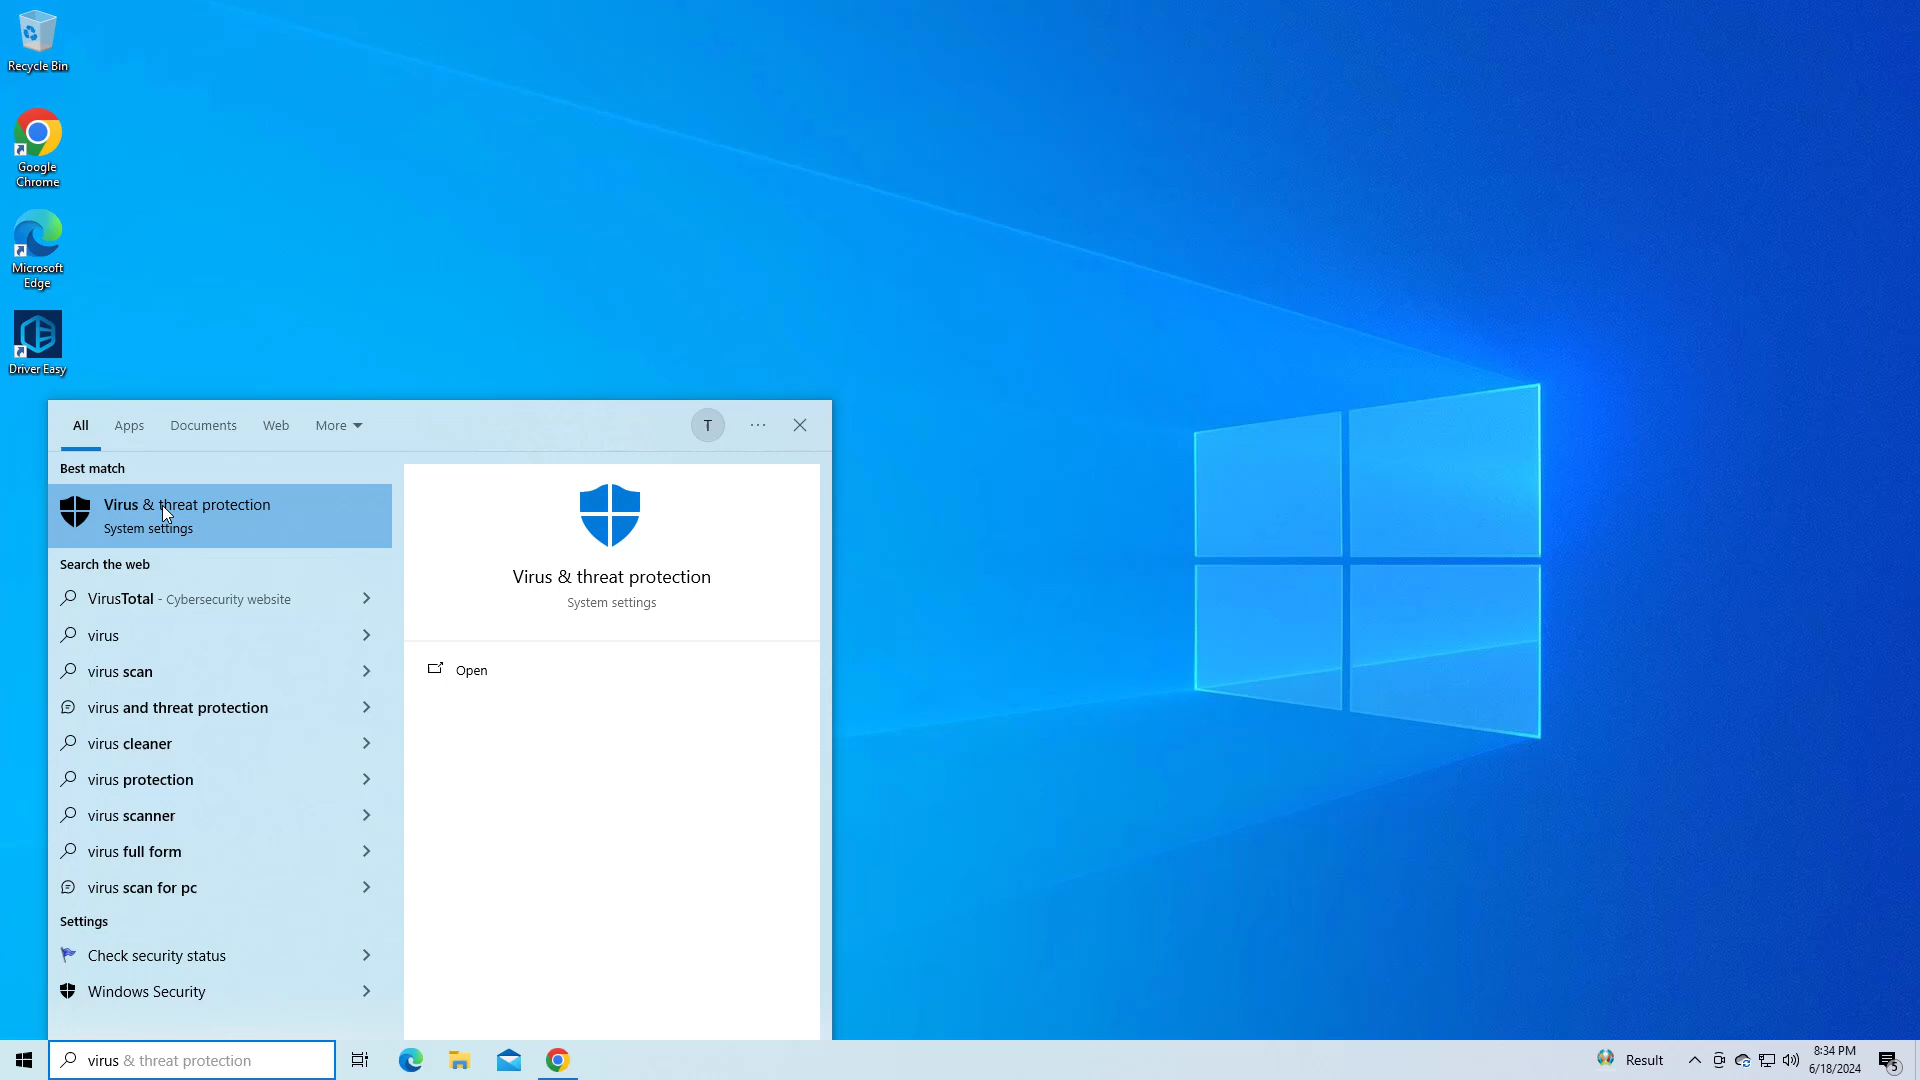 Recycle Bin
Google
Chrome
Microsoft
Edge
Driver Easy
All Apps Documents Web More T
Best match
Virus & threat protection
System settings
Search the web
VirusTotal - Cybersecurity website
virus
virus scan
virus and threat protection
virus cleaner
virus protection
virus scanner
virus full form
virus scan for pc
Settings
Check security status
Windows Security
Virus & threat protection
System settings
Open
virus & threat protection
Result
8:34 PM
6/18/2024
5